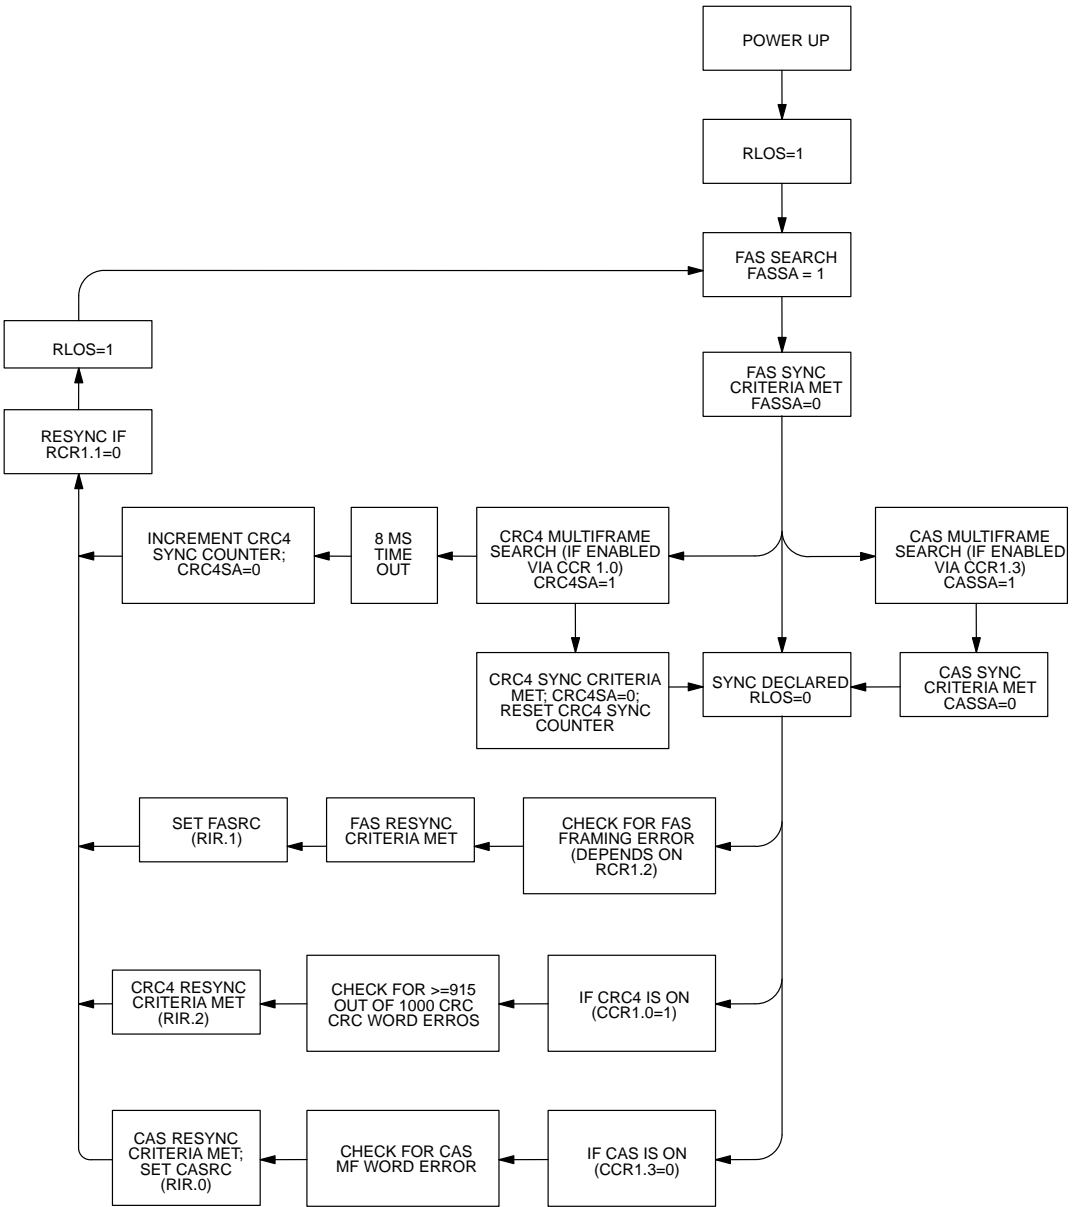 POWER UP
RLOS=1
FAS SEARCH
FASSA = 1
RLOS=1
FAS SYNC
CRITERIA MET
FASSA=0
RESYNC IF
RCR1.1=0
INCREMENT CRC4
SYNC COUNTER;
CRC4SA=0
8 MS
TIME
OUT
CRC4 MULTIFRAME
SEARCH (IF ENABLED
VIA CCR 1.0)
CRC4SA=1
CAS MULTIFRAME
SEARCH (IF ENABLED
VIA CCR1.3)
CASSA=1
CRC4 SYNC CRITERIA
MET; CRC4SA=0;
RESET CRC4 SYNC
COUNTER
SYNC DECLARED
RLOS=0
CAS SYNC
CRITERIA MET
CASSA=0
SET FASRC
(RIR.1)
FAS RESYNC
CRITERIA MET
CHECK FOR FAS
FRAMING ERROR
(DEPENDS ON
RCR1.2)
CRC4 RESYNC
CRITERIA MET
(RIR.2)
CHECK FOR >=915
OUT OF 1000 CRC
CRC WORD ERROS
IF CRC4 IS ON
(CCR1.0=1)
CAS RESYNC
CRITERIA MET;
SET CASRC
(RIR.0)
CHECK FOR CAS
MF WORD ERROR
IF CAS IS ON
(CCR1.3=0)